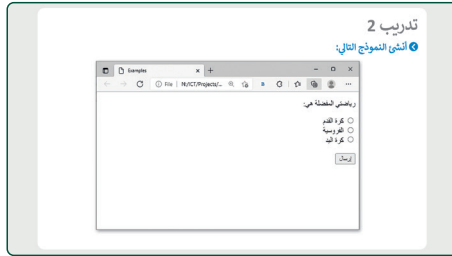 تدريب 2
أنشئ النموذج التالي:
Examples
File | M:/ICT/Projects/...
رياضتي المفضلة هي:
كرة القدم
الفروسية
كرة اليد
إرسال